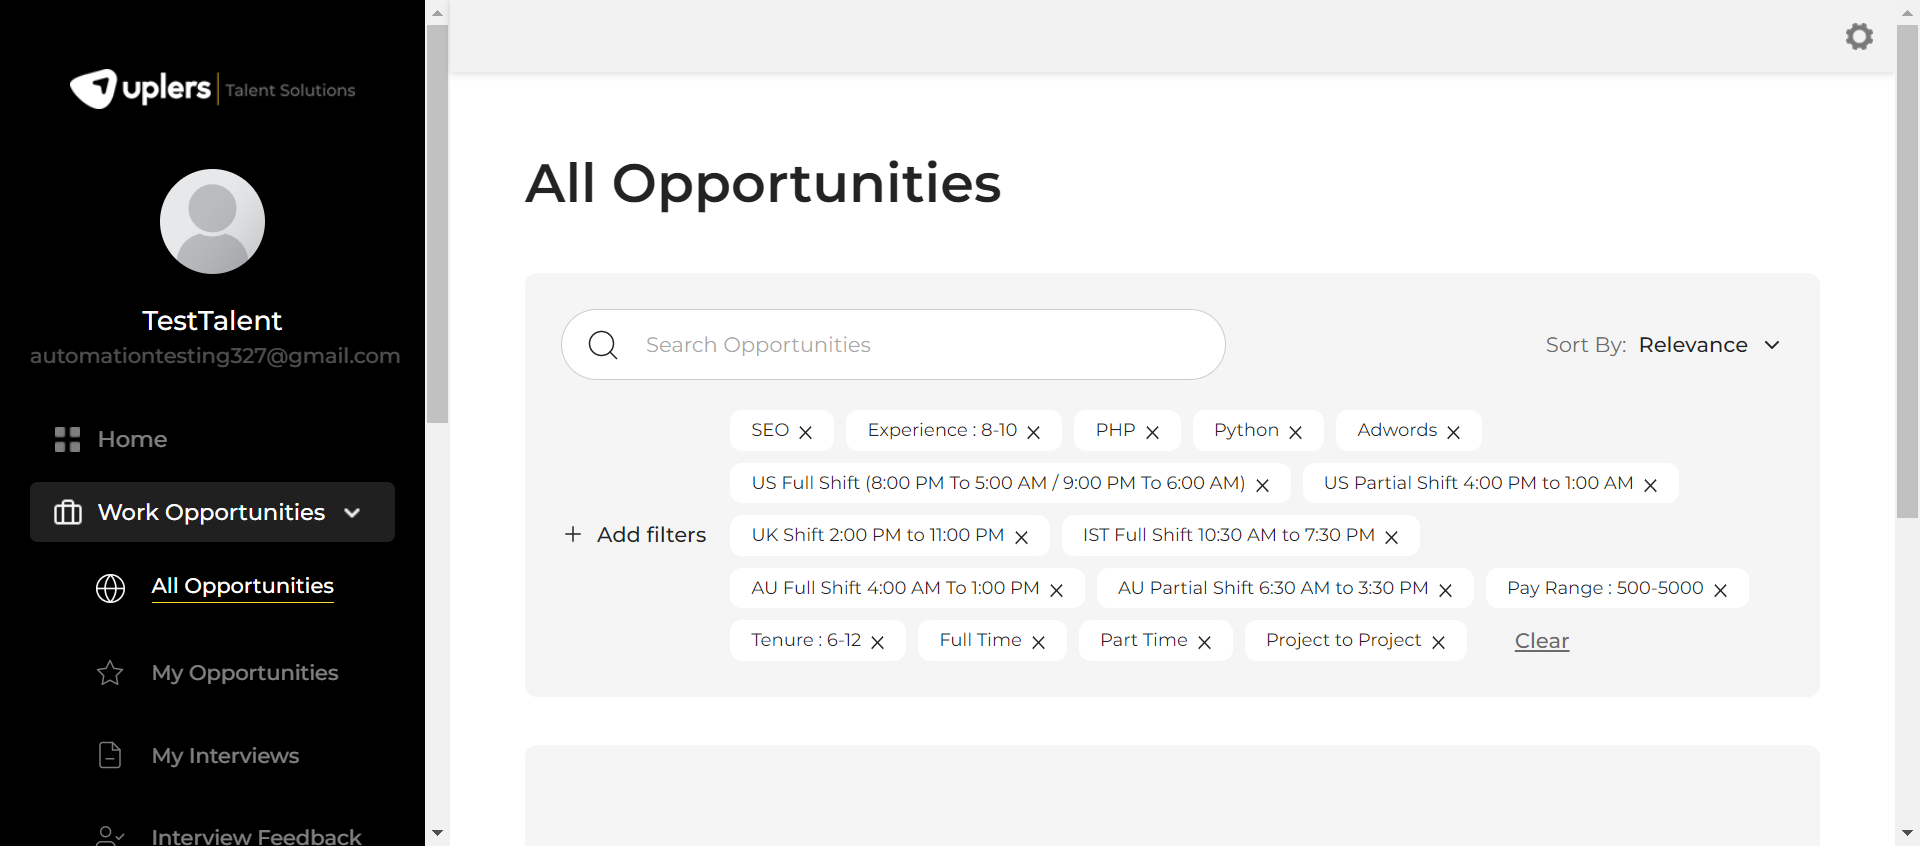 uplers | Talent Solutions
TestTalent
automationtesting327@gmail.com
Home
Work Opportunities
All Opportunities
My Opportunities
My Interviews
Interview Feedback
All Opportunities
Search Opportunities
Sort By: Relevance
Add filters
SEO Experience : 8-10 PHP Python Adwords
US Full Shift (8:00 PM To 5:00 AM / 9:00 PM To 6:00 AM) US Partial Shift 4:00 PM to 1:00 AM
UK Shift 2:00 PM to 11:00 PM IST Full Shift 10:30 AM to 7:30 PM
AU Full Shift 4:00 AM To 1:00 PM AU Partial Shift 6:30 AM to 3:30 PM Pay Range : 500-5000
Tenure : 6-12 Full Time Part Time Project to Project Clear